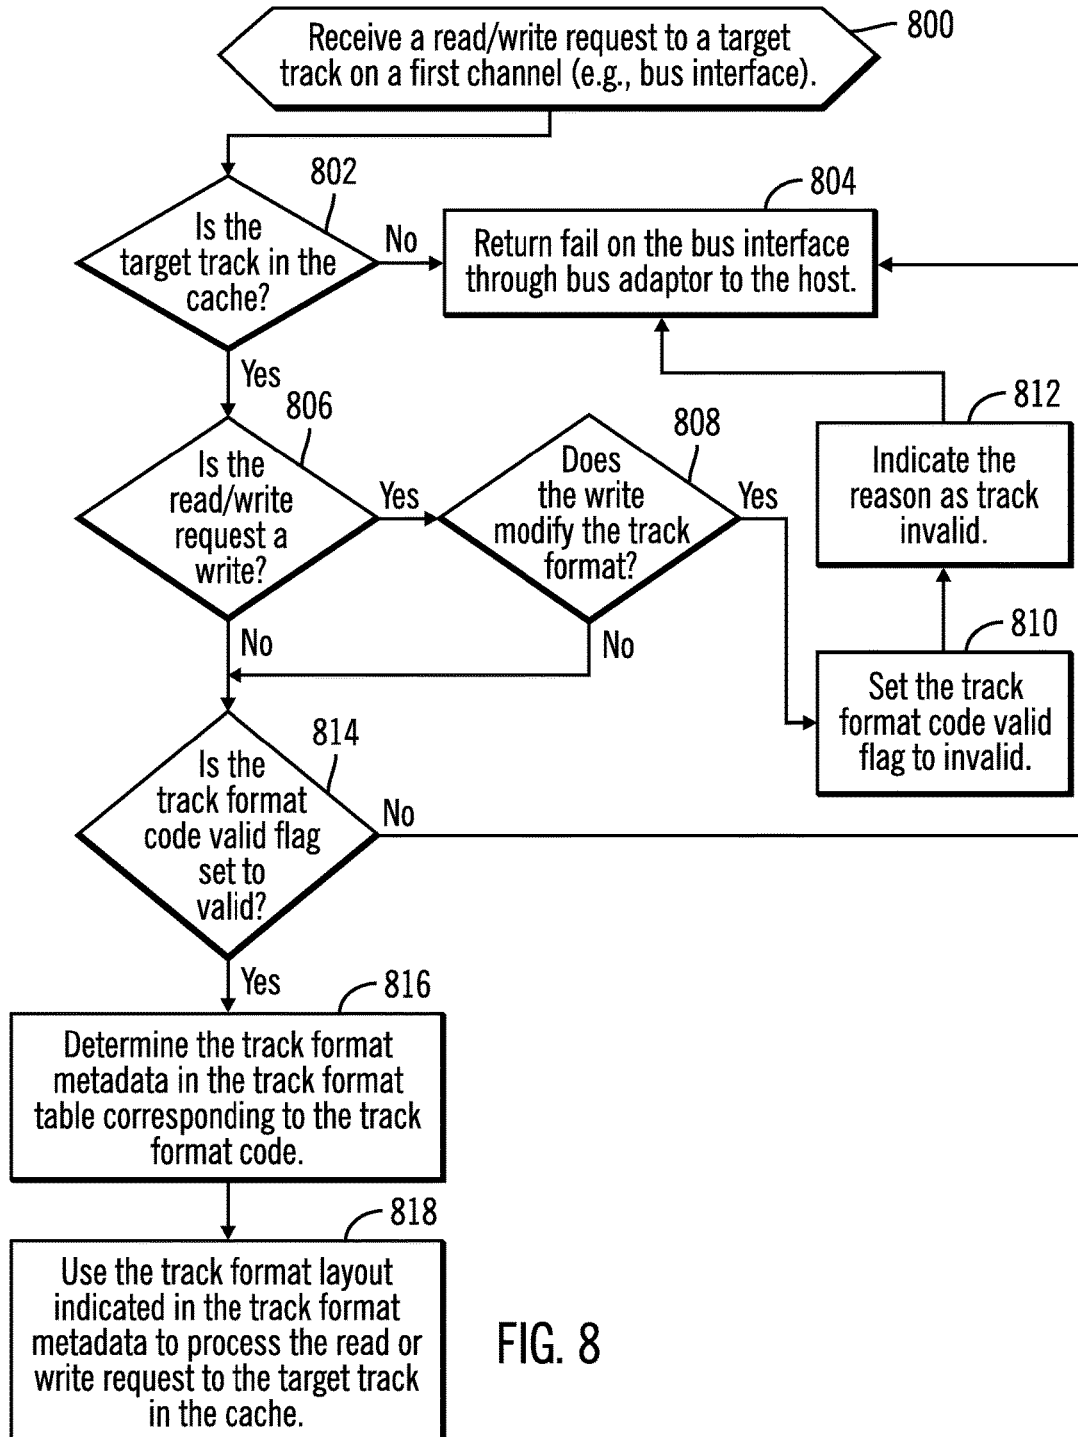 Receive a read/write request to a target
track on a first channel (e.g., bus interface).
800
802
Is the
target track in the
cache?
No
804
Return fail on the bus interface
through bus adaptor to the host.
Yes
806
Is the
read/write
request a
write?
Yes
808
Does
the write
modify the track
format?
Yes
812
Indicate the
reason as track
invalid.
No
No
810
Set the track
format code valid
flag to invalid.
814
Is the
track format
code valid flag
set to
valid?
No
Yes
816
Determine the track format
metadata in the track format
table corresponding to the track
format code.
818
Use the track format layout
indicated in the track format
metadata to process the read or
write request to the target track
in the cache.
FIG. 8